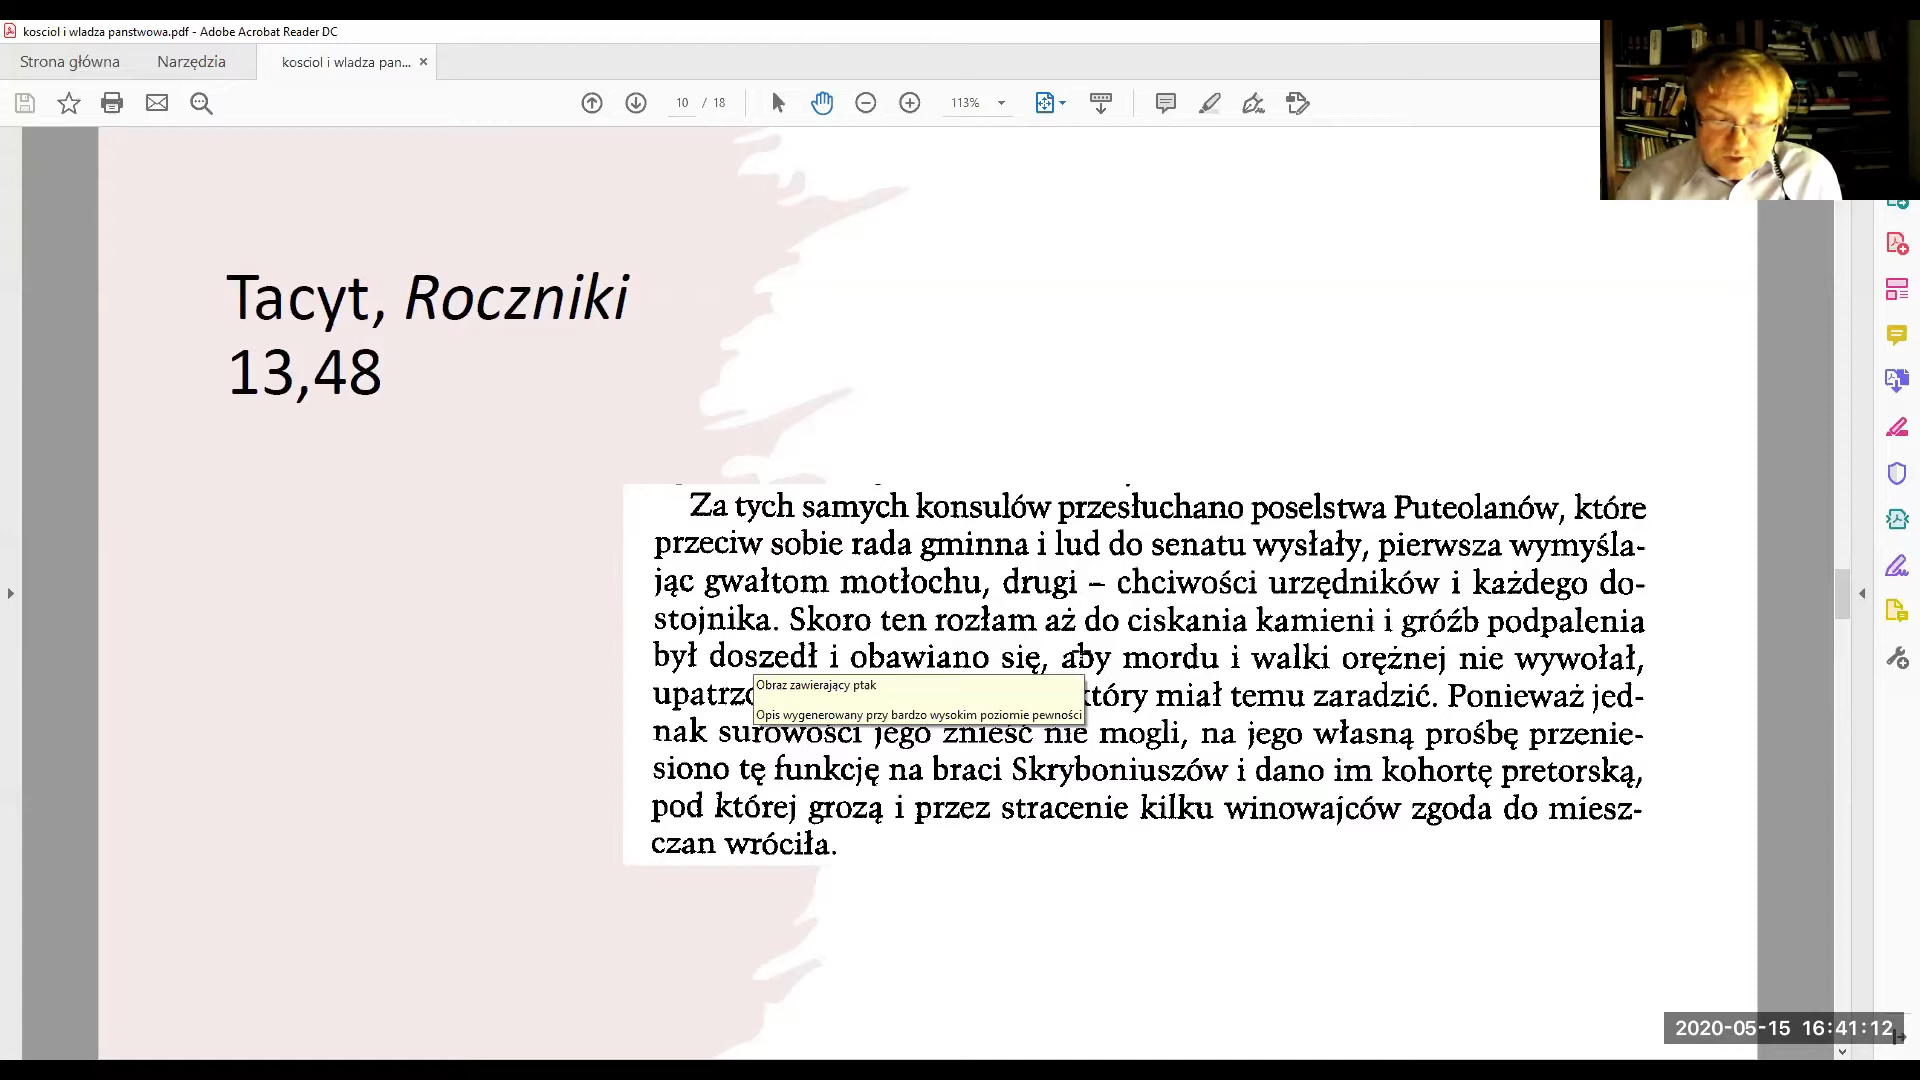 kosciol i wladza panstwowa.pdf - Adobe Acrobat Reader DC
Strona główna Narzędzia kosciol i wladza pan... ×
10 / 18 113%
Tacyt, Roczniki
13,48
Za tych samych konsulów przesłuchano poselstwa Puteolanów, które
przeciw sobie rada gminna i lud do senatu wysłały, pierwsza wymyśla-
jąc gwałtom motłochu, drugi – chciwości urzędników i każdego do-
stojnika. Skoro ten rozłam aż do ciskania kamieni i gróźb podpalenia
był doszedł i obawiano się, aby mordu i walki orężnej nie wywołał,
który miał temu zaradzić. Ponieważ jed-
Obraz zawierający ptak
Opis wygenerowany przy bardzo wysokim poziomie pewności
nak surowości jego znieść nie mogli, na jego własną prośbę przenie-
siono tę funkcję na braci Skryboniuszów i dano im kohortę pretorską,
pod której grozą i przez stracenie kilku winowajców zgoda do miesz-
czan wróciła.
2020-05-15 16:41:12